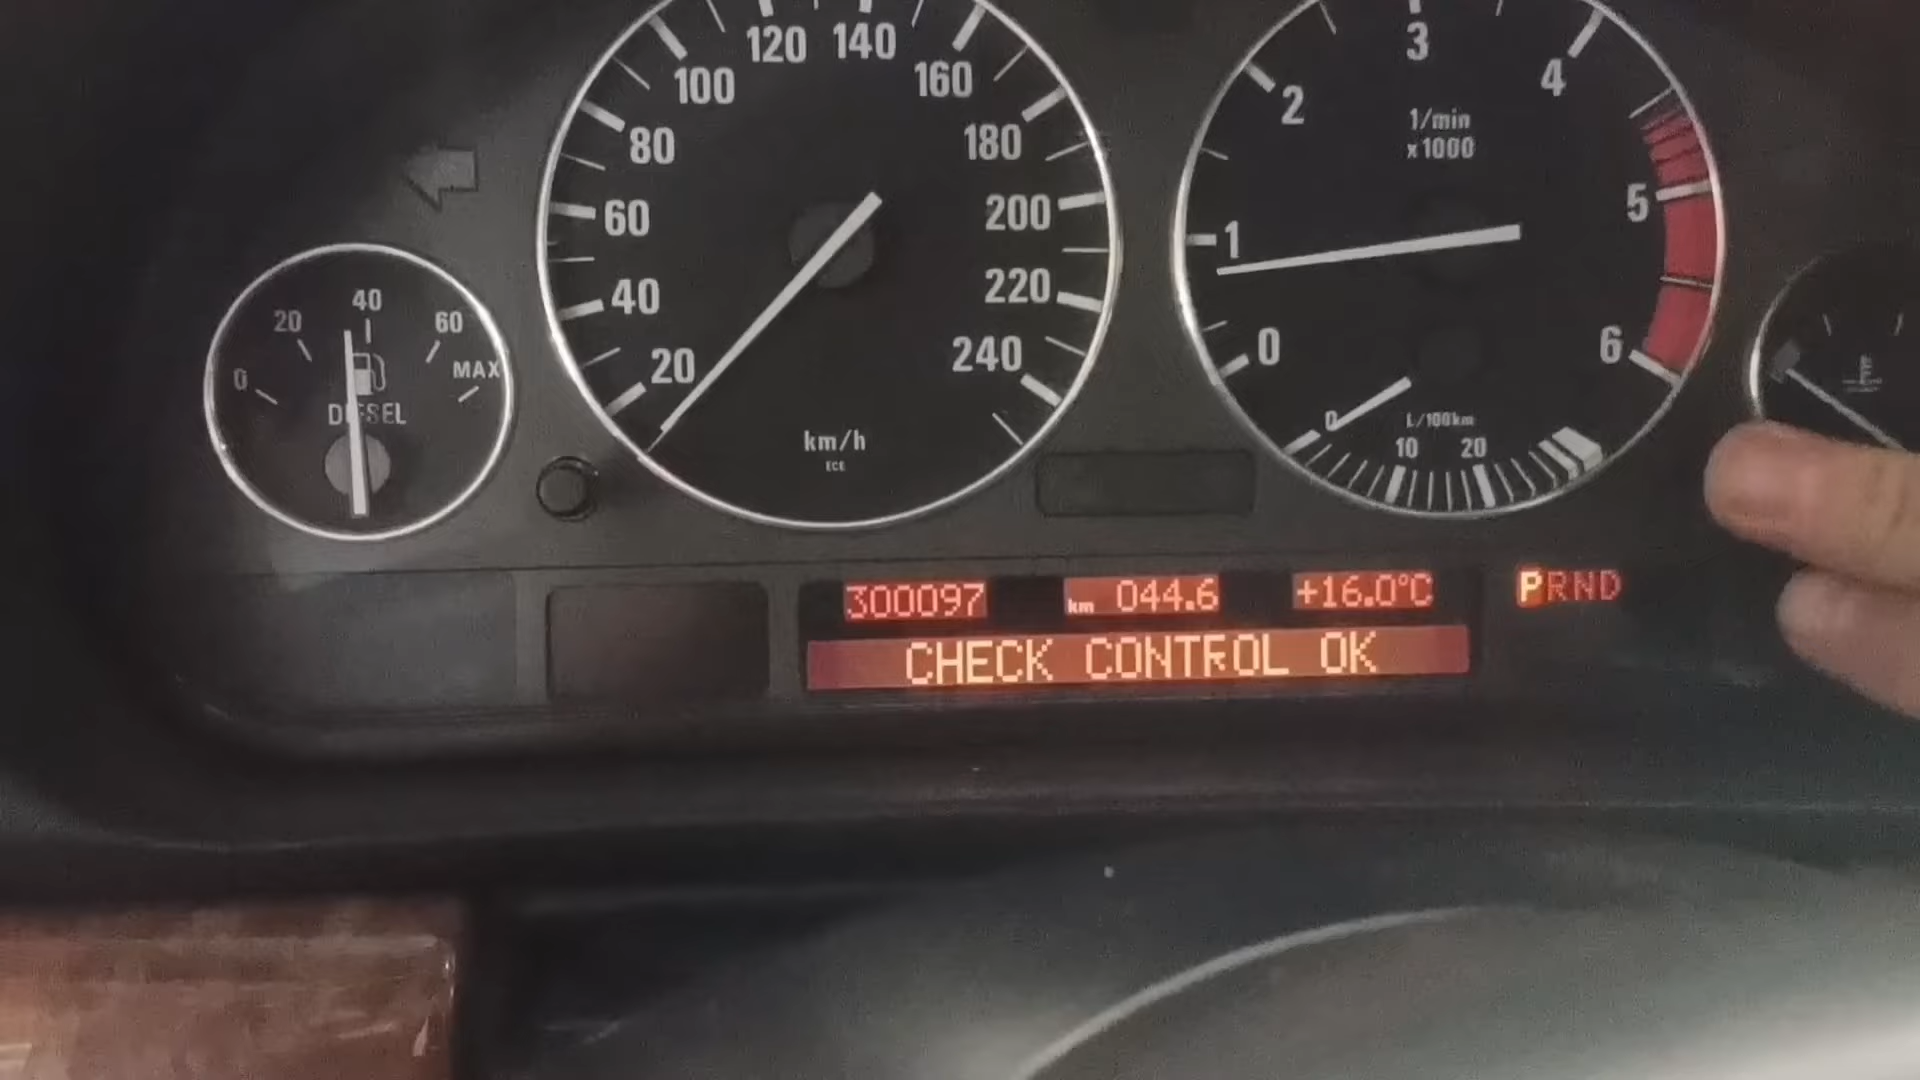 120 140
100 160
80 180
60 200
40 220
20 240
km/h
ECE
3
2 4
1/min
x1000
1 5
0 6
L/100km
0 10 20
40
20 60
0 MAX
DIESEL
300097 km 044.6 +16.0°C PRND
CHECK CONTROL OK